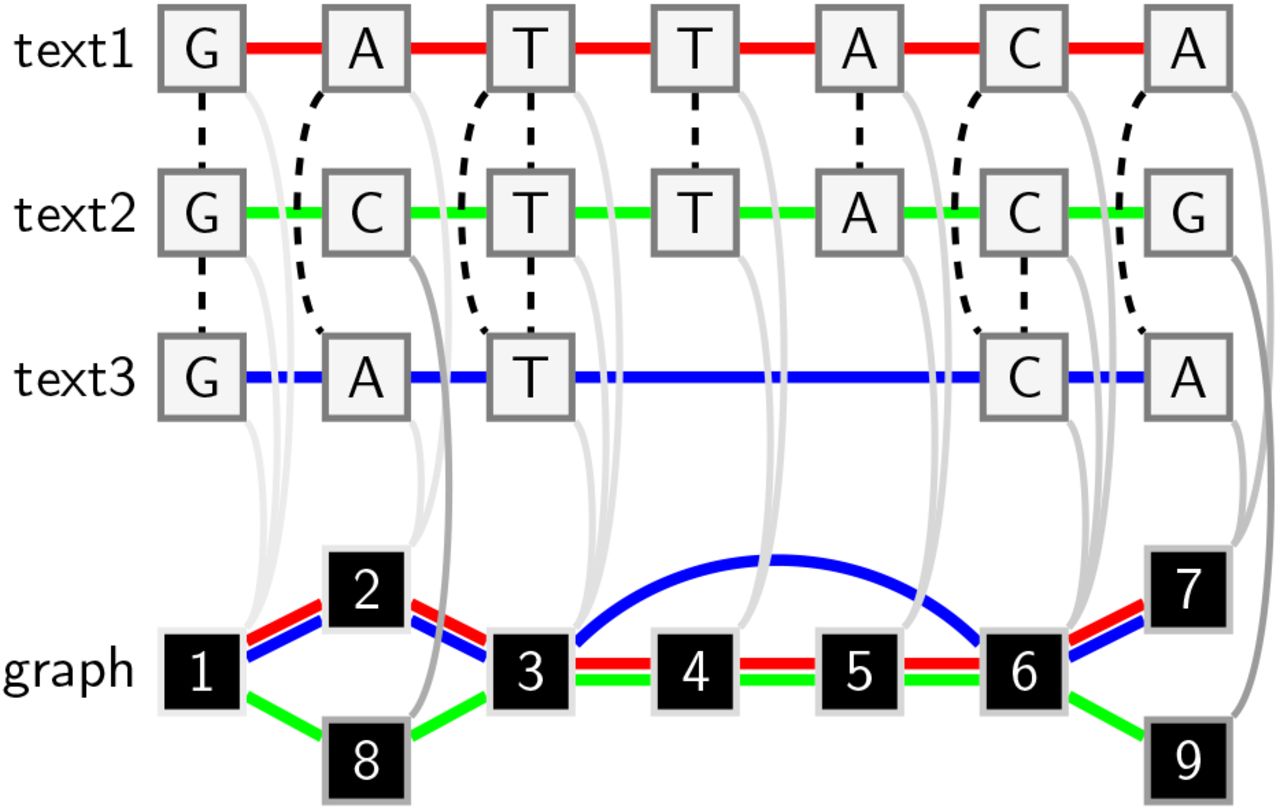 text1 G A T T A C A
text2 G C T T A C G
text3 G A T C A
2 7
graph 1 3 4 5 6
8 9